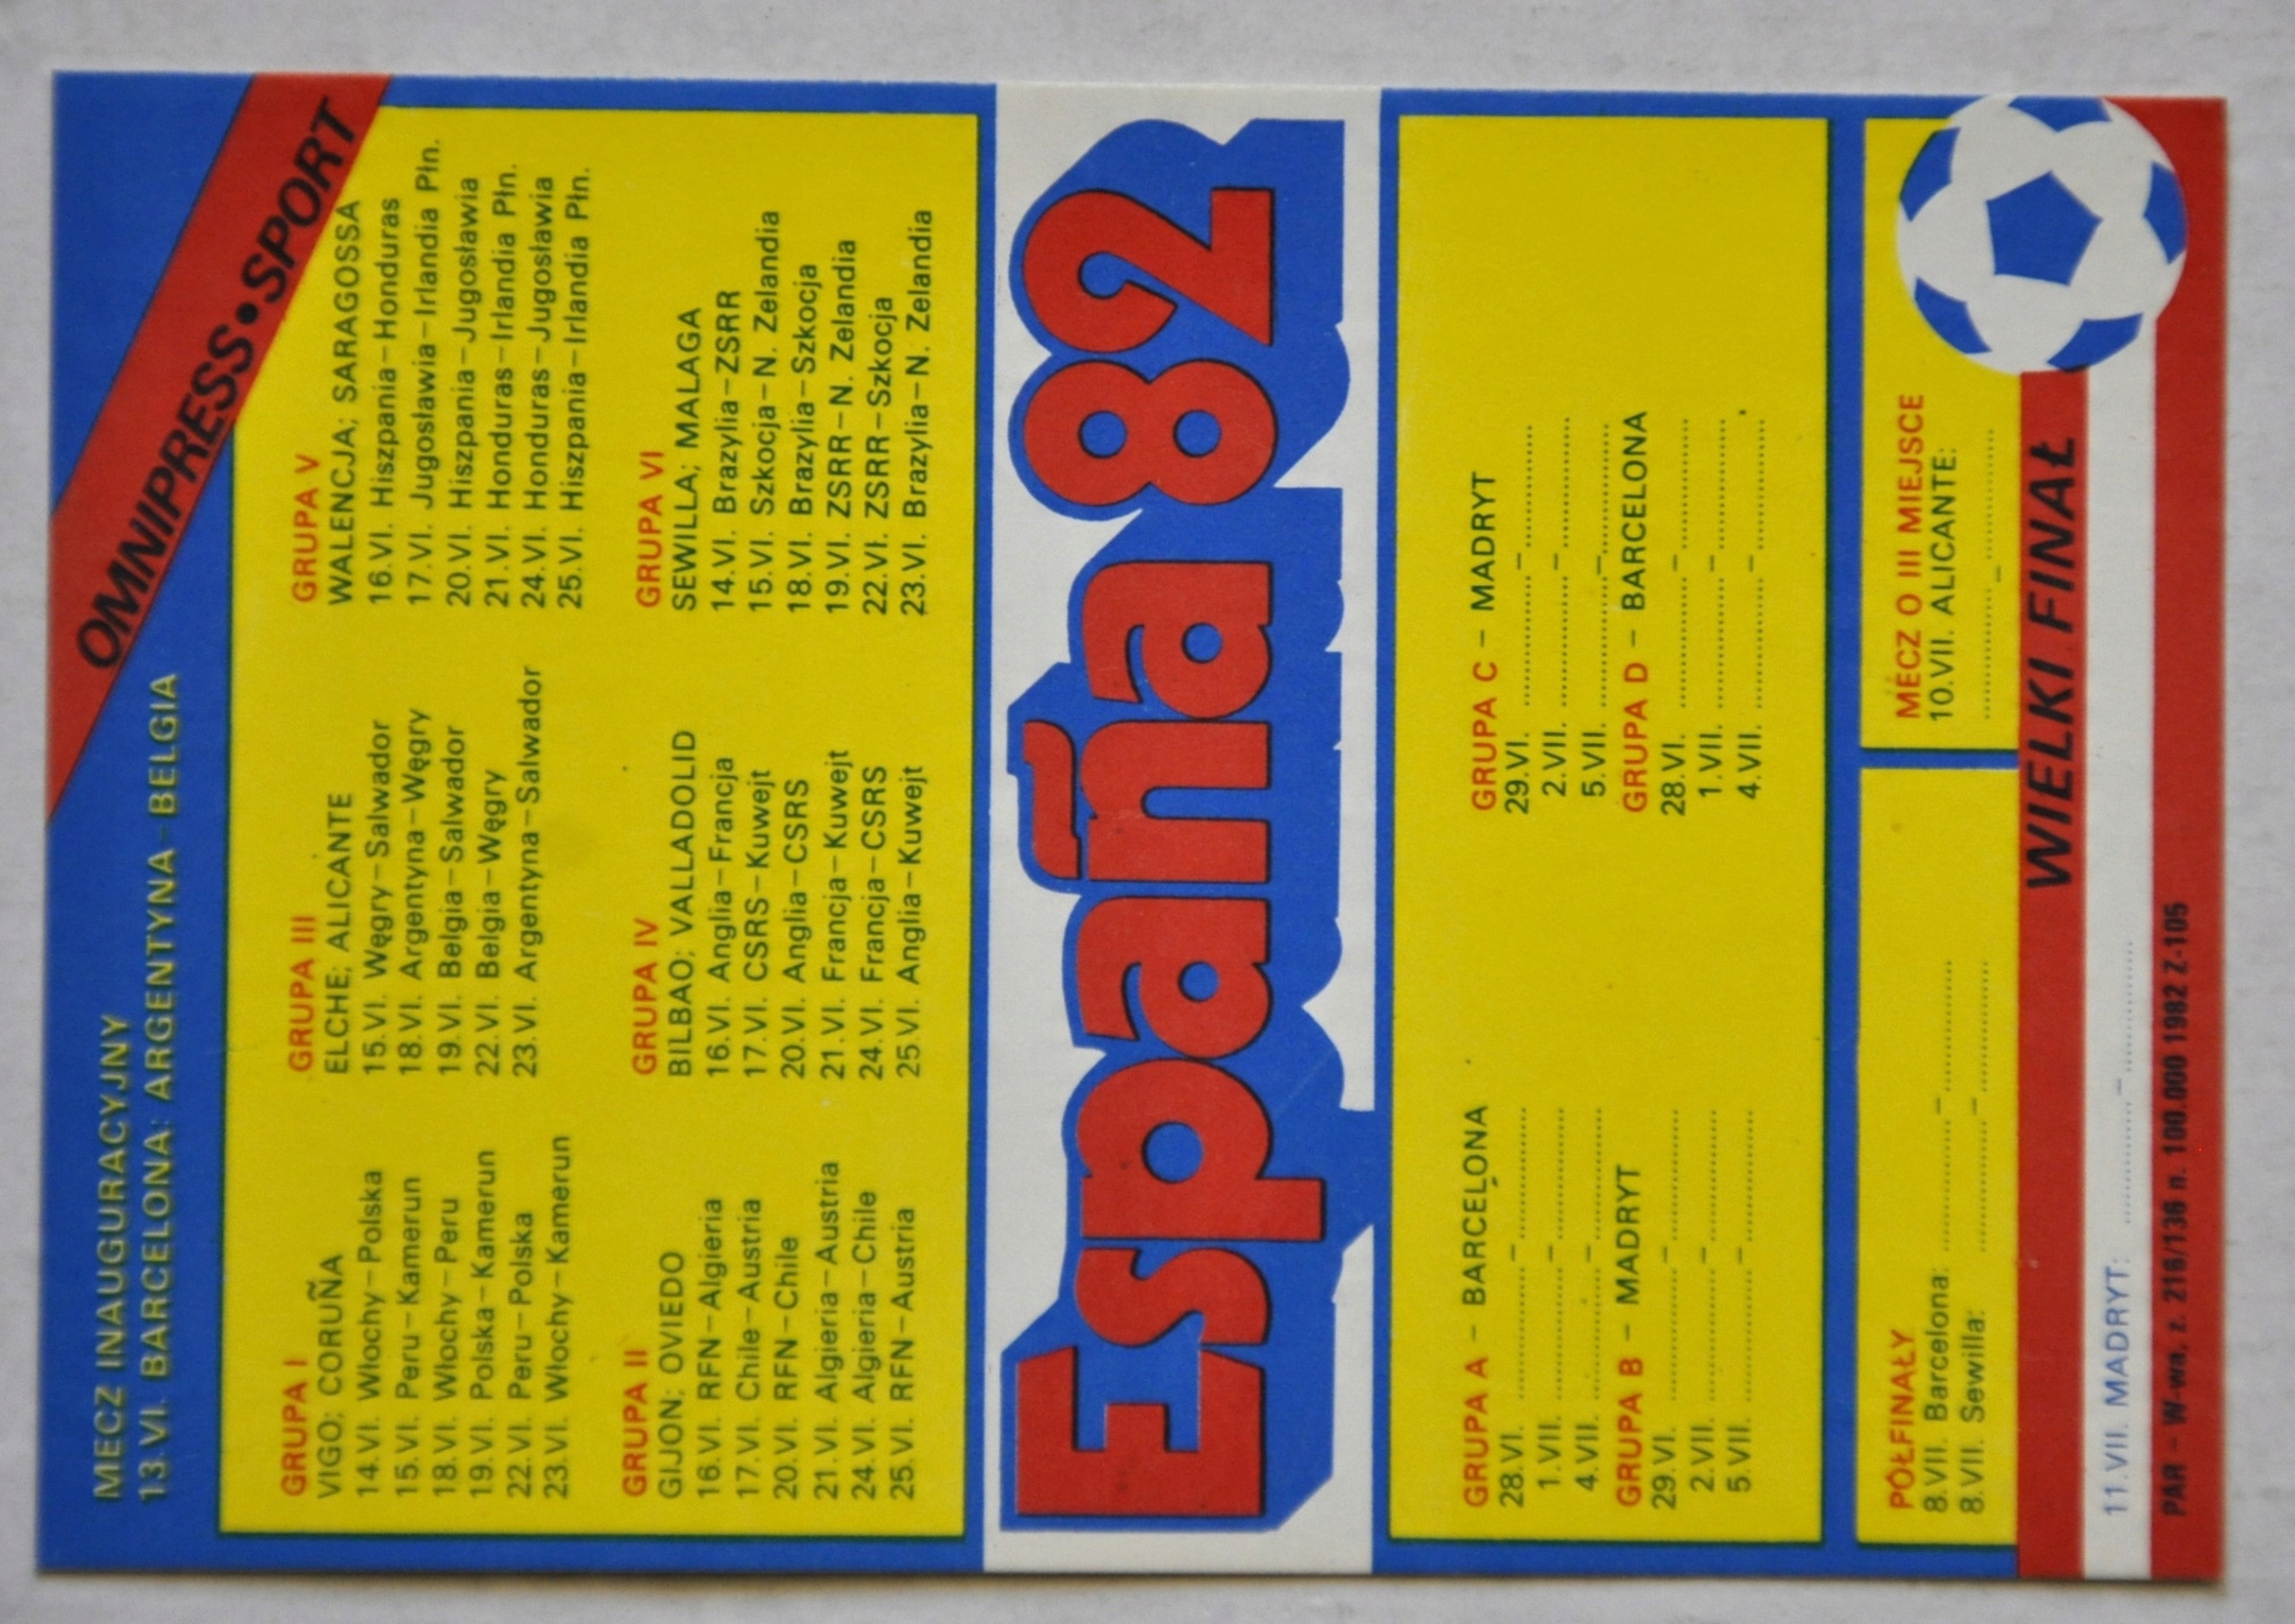 MECZ INAUGURACYJNY
13.VI. BARCELONA: ARGENTYNA-BELGIA
OMNIPRESS•SPORT
GRUPA I
VIGO; CORUÑA
14.VI. Włochy-Polska
15.VI. Peru-Kamerun
18.VI. Włochy-Peru
19.VI. Polska-Kamerun
22.VI. Peru-Polska
23.VI. Włochy-Kamerun
GRUPA II
GIJON; OVIEDO
16.VI. RFN-Algieria
17.VI. Chile-Austria
20.VI. RFN-Chile
21.VI. Algieria-Austria
24.VI. Algieria-Chile
25.VI. RFN-Austria
GRUPA III
ELCHE; ALICANTE
15.VI. Węgry-Salwador
18.VI. Argentyna-Węgry
19.VI. Belgia-Salwador
22.VI. Belgia-Węgry
23.VI. Argentyna-Salwador
GRUPA IV
BILBAO; VALLADOLID
16.VI. Anglia-Francja
17.VI. CSRS-Kuwejt
20.VI. Anglia-CSRS
21.VI. Francja-Kuwejt
24.VI. Francja-CSRS
25.VI. Anglia-Kuwejt
GRUPA V
WALENCJA; SARAGOSSA
16.VI. Hiszpania-Honduras
17.VI. Jugosławia-Irlandia Płn.
20.VI. Hiszpania-Jugosławia
21.VI. Honduras-Irlandia Płn.
24.VI. Honduras-Jugosławia
25.VI. Hiszpania-Irlandia Płn.
GRUPA VI
SEWILLA; MALAGA
14.VI. Brazylia-ZSRR
15.VI. Szkocja-N. Zelandia
18.VI. Brazylia-Szkocja
19.VI. ZSRR-N. Zelandia
22.VI. ZSRR-Szkocja
23.VI. Brazylia-N. Zelandia
España 82
GRUPA A - BARCELONA
28.VI. ............-............
1.VII. ............-............
4.VII. ............-............
GRUPA B - MADRYT
29.VI. ............-............
2.VII. ............-............
5.VII. ............-............
GRUPA C - MADRYT
29.VI. ............-............
2.VII. ............-............
5.VII. ............-............
GRUPA D - BARCELONA
28.VI. ............-............
1.VII. ............-............
4.VII. ............-............
PÓŁFINAŁY
8.VII. Barcelona: ............-............
8.VII. Sewilla: ............-............
MECZ O III MIEJSCE
10.VII. ALICANTE:
............-............
WIELKI FINAŁ
11.VII. MADRYT: ............-............
PAR - W-wa, z. 216/136 n. 100.000 1982 Z-105